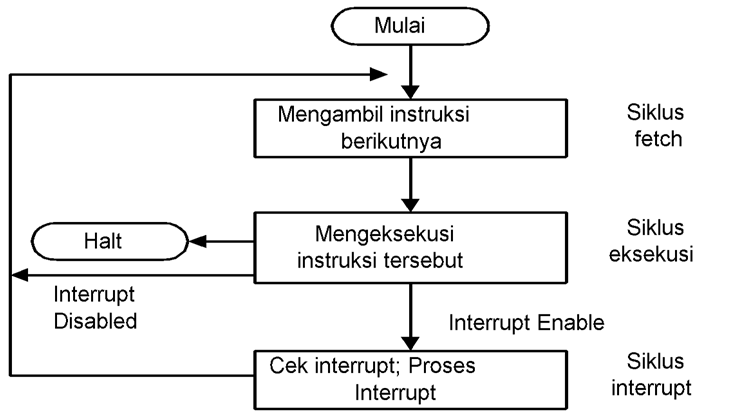 Mulai
Mengambil instruksi
berikutnya
Siklus
fetch
Halt
Mengeksekusi
instruksi tersebut
Siklus
eksekusi
Interrupt
Disabled
Interrupt Enable
Cek interrupt; Proses
Interrupt
Siklus
interrupt